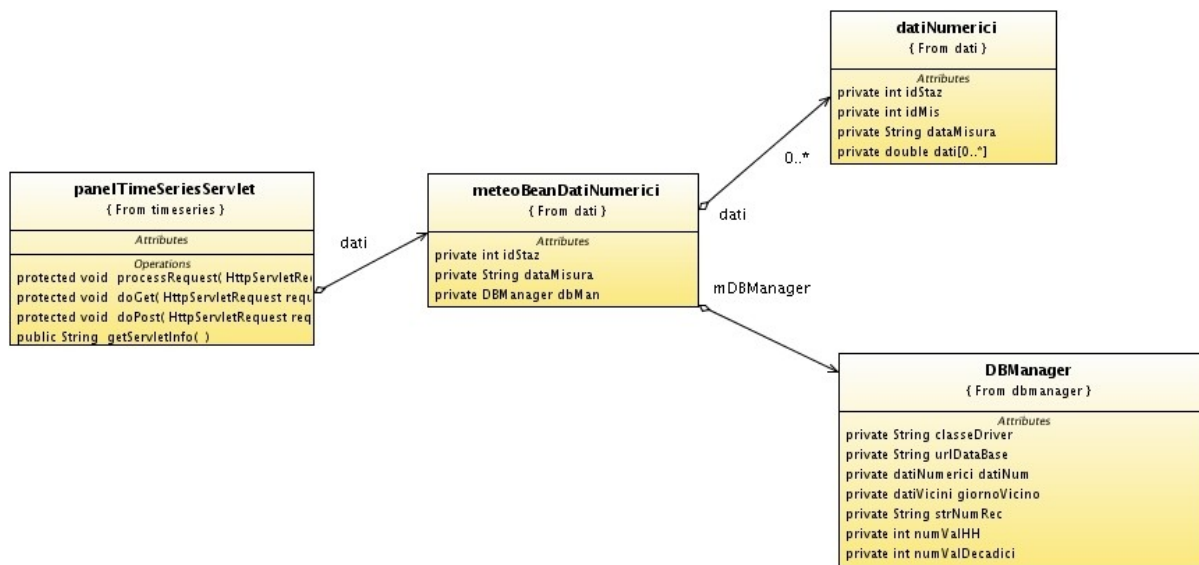 panelTimeSeriesServlet
{ From timeseries }
Attributes
Operations
protected void processRequest( HttpServletRe
protected void doGet( HttpServletRequest requ
protected void doPost( HttpServletRequest req
public String getServletInfo( )
dati
meteoBeanDatiNumerici
{ From dati }
Attributes
private int idStaz
private String dataMisura
private DBManager dbMan
0..*
dati
datiNumerici
{ From dati }
Attributes
private int idStaz
private int idMis
private String dataMisura
private double dati[0..*]
mDBManager
DBManager
{ From dbmanager }
Attributes
private String classeDriver
private String urlDataBase
private datiNumerici datiNum
private datiVicini giornoVicino
private String strNumRec
private int numValHH
private int numValDecadici